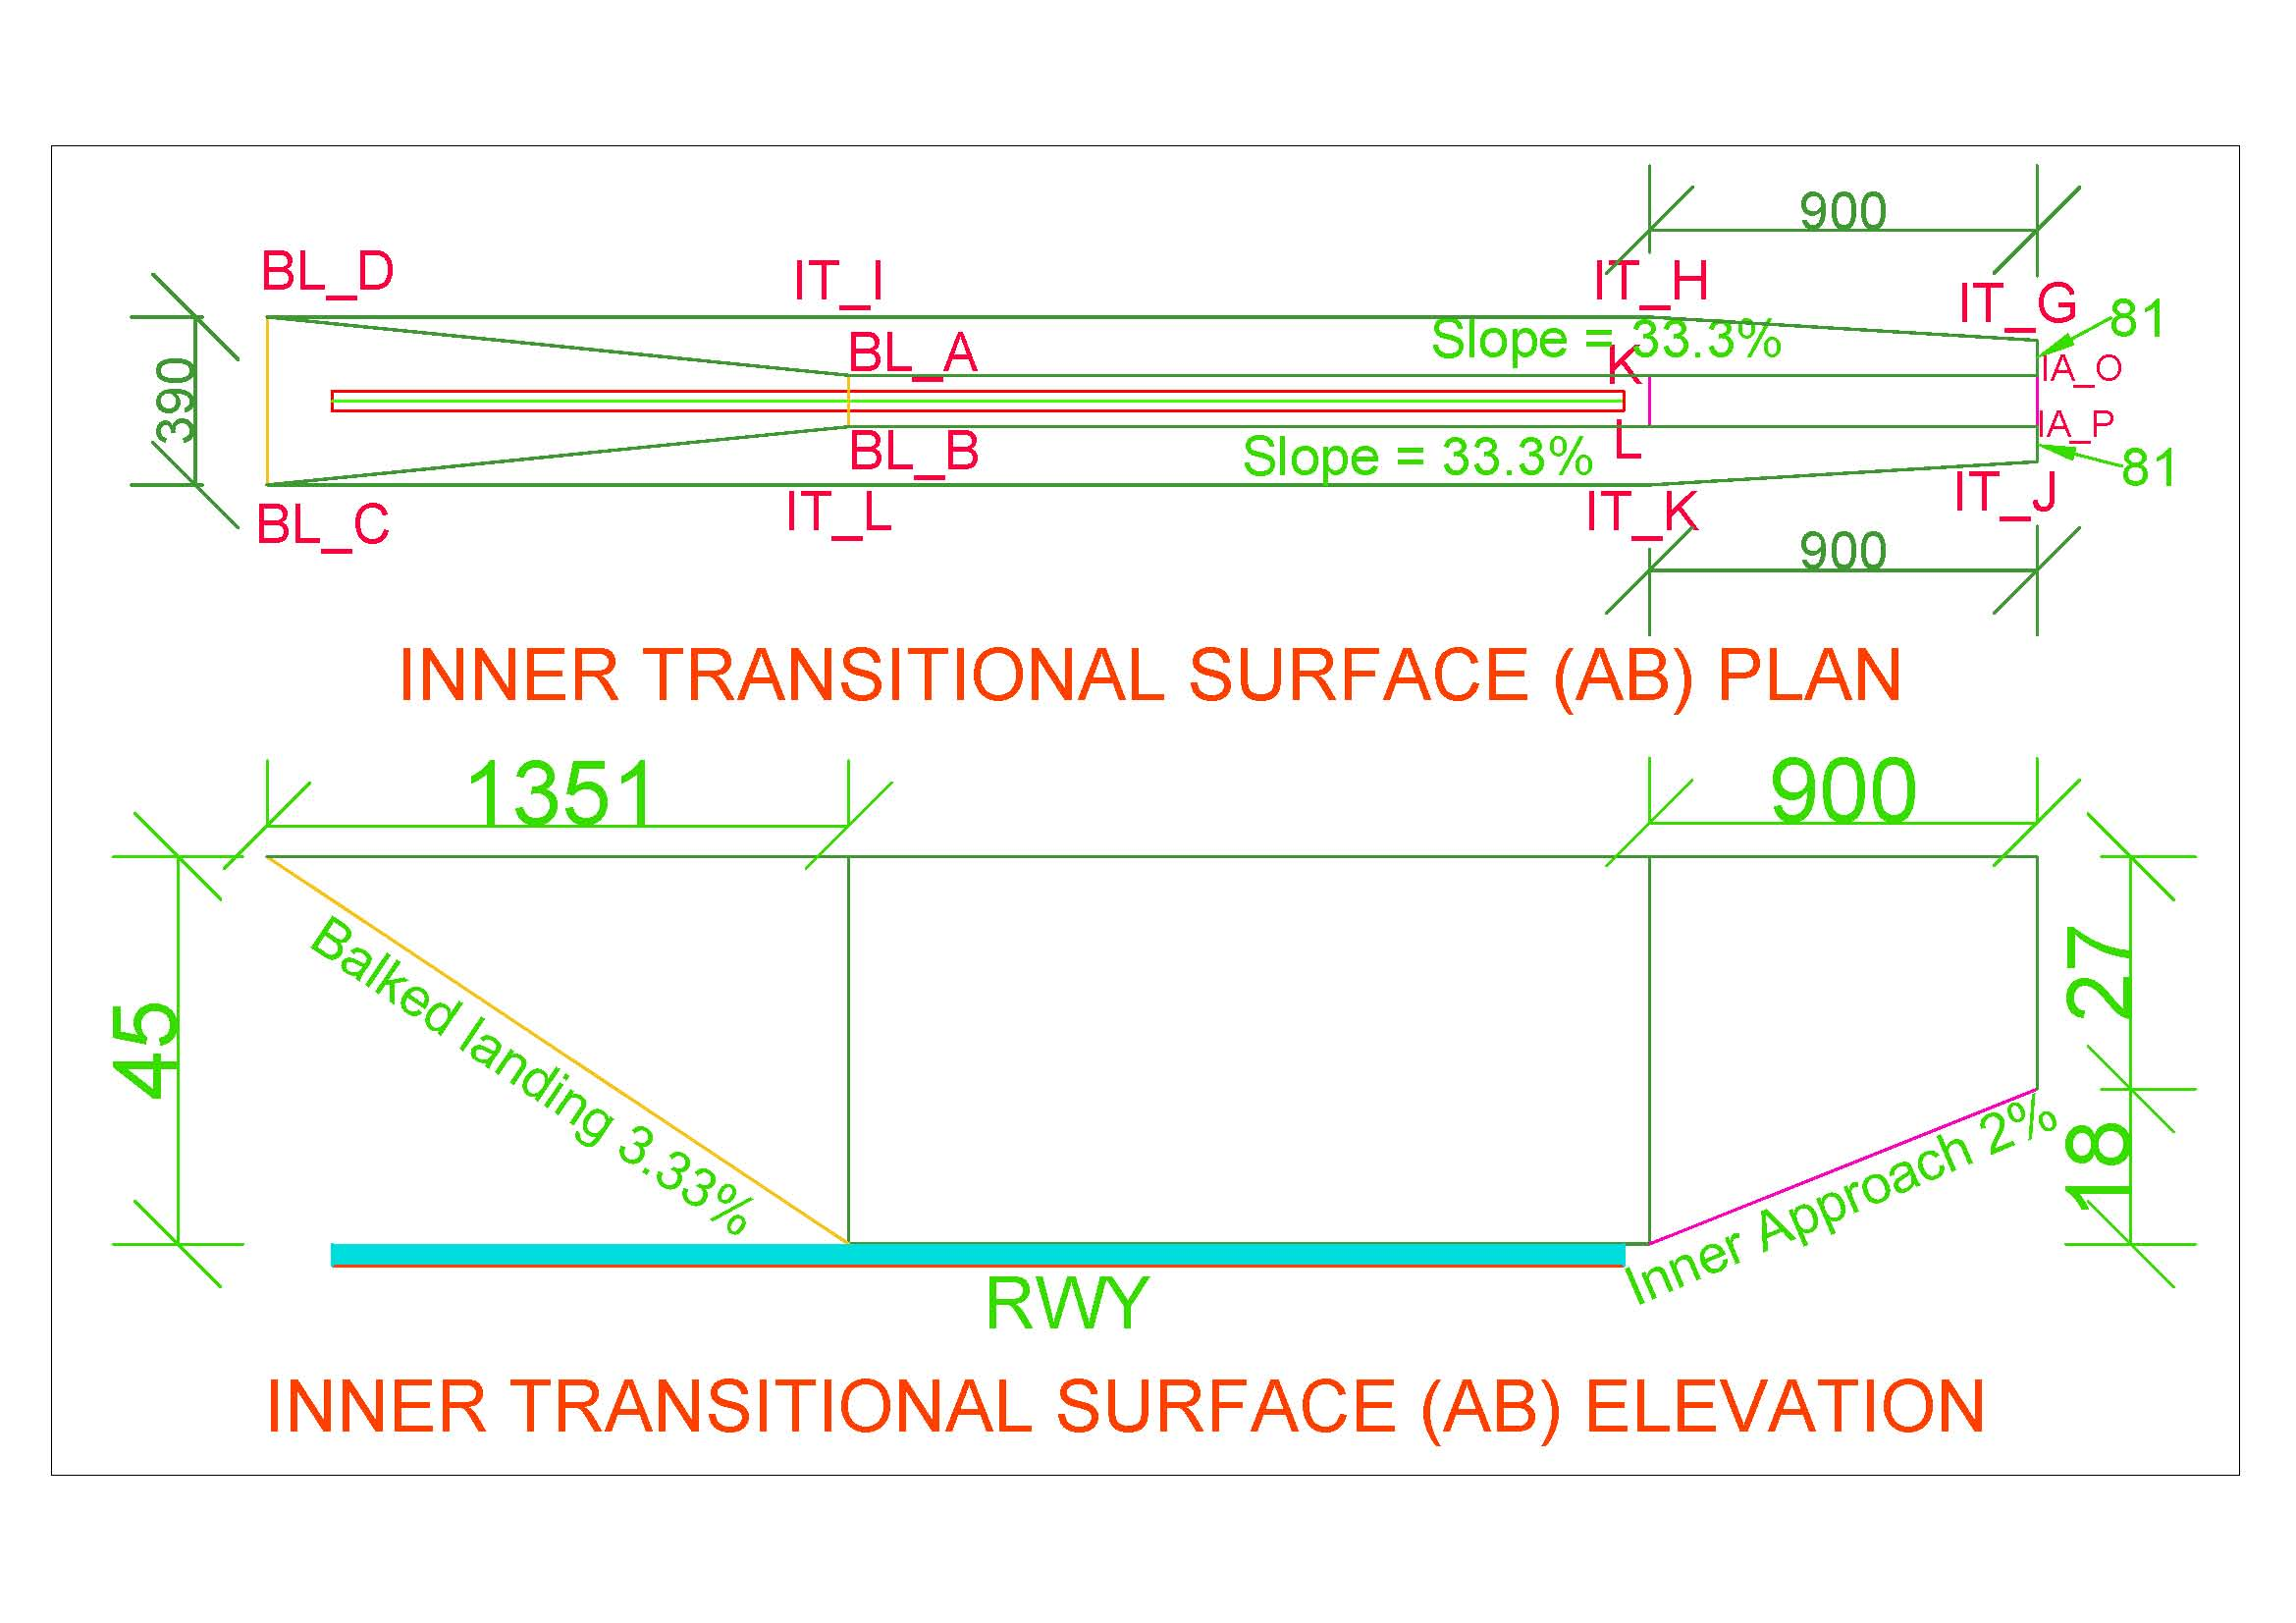 900
BL_D
IT_I
IT_H
IT_G
81
Slope = 33.3%
BL_A
K
IA_O
390
IA_P
BL_B
Slope = 33.3%
L
81
BL_C
IT_L
IT_K
IT_J
900
INNER TRANSITIONAL SURFACE (AB) PLAN
1351
900
45
Balked landing 3.33%
27
18
Inner Approach 2%
RWY
INNER TRANSITIONAL SURFACE (AB) ELEVATION